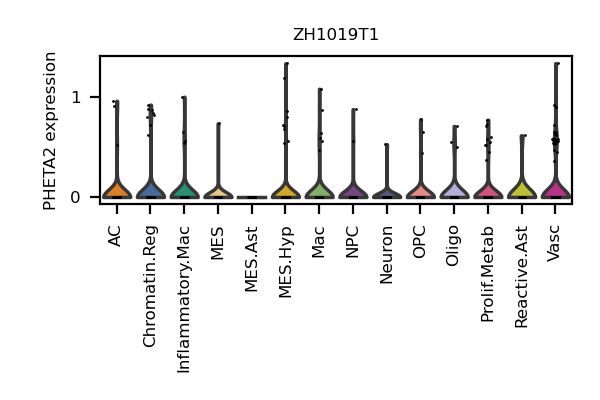 ZH1019T1
PHETA2 expression
1
0
AC
Chromatin.Reg
Inflammatory.Mac
MES
MES.Ast
MES.Hyp
Mac
NPC
Neuron
OPC
Oligo
Prolif.Metab
Reactive.Ast
Vasc